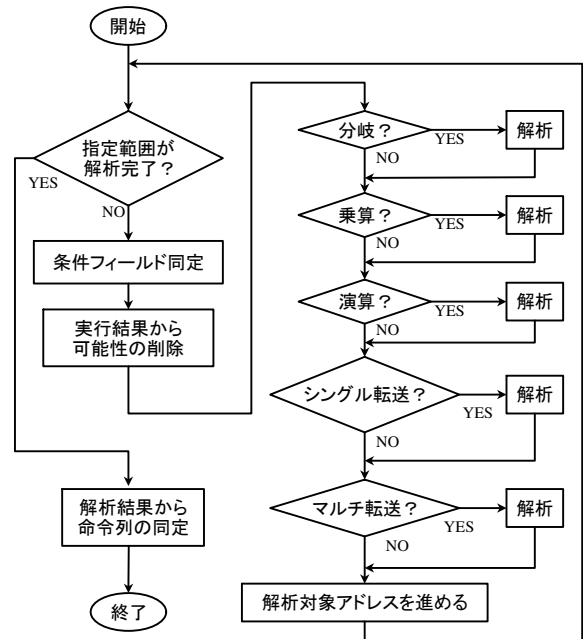 開始
指定範囲が
解析完了？
YES
NO
条件フィールド同定
実行結果から
可能性の削除
解析結果から
命令列の同定
終了
分岐？
YES
解析
NO
乗算？
YES
解析
NO
演算？
YES
解析
NO
シングル転送？
YES
解析
NO
マルチ転送？
YES
解析
NO
解析対象アドレスを進める